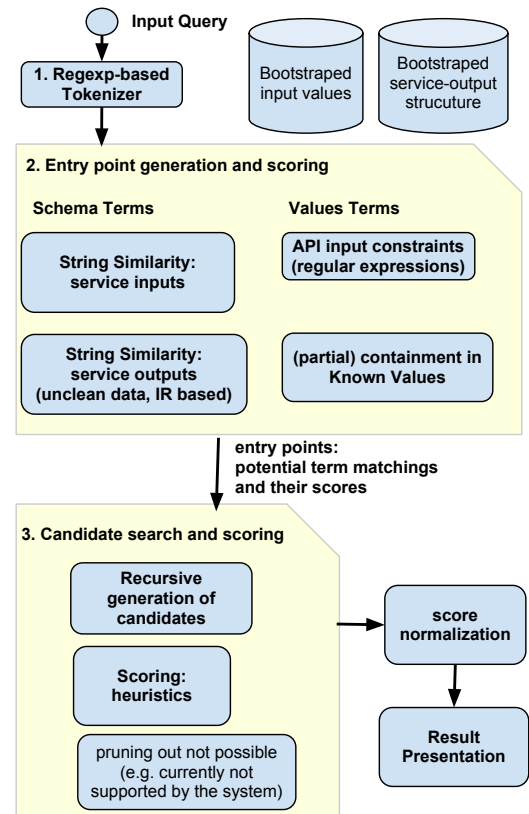 Input Query
1. Regexp-based
Tokenizer
Bootstraped
input values
Bootstraped
service-output
strucuture
2. Entry point generation and scoring
Schema Terms
Values Terms
String Similarity:
service inputs
API input constraints
(regular expressions)
String Similarity:
service outputs
(unclean data, IR based)
(partial) containment in
Known Values
entry points:
potential term matchings
and their scores
3. Candidate search and scoring
Recursive
generation of
candidates
Scoring:
heuristics
pruning out not possible
(e.g. currently not
supported by the system)
score
normalization
Result
Presentation